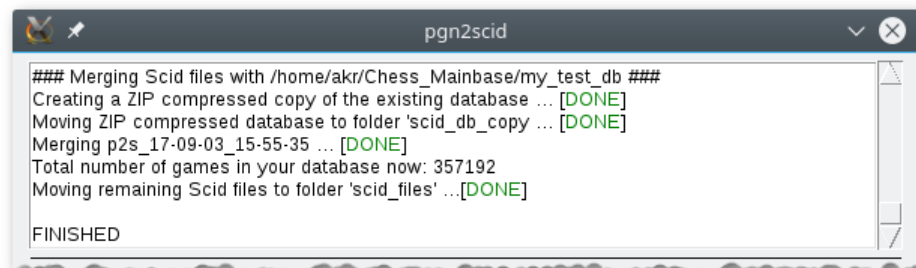 pgn2scid
### Merging Scid files with /home/akr/Chess_Mainbase/my_test_db ###
Creating a ZIP compressed copy of the existing database ... [DONE]
Moving ZIP compressed database to folder 'scid_db_copy ... [DONE]
Merging p2s_17-09-03_15-55-35 ... [DONE]
Total number of games in your database now: 357192
Moving remaining Scid files to folder 'scid_files' ...[DONE]
FINISHED